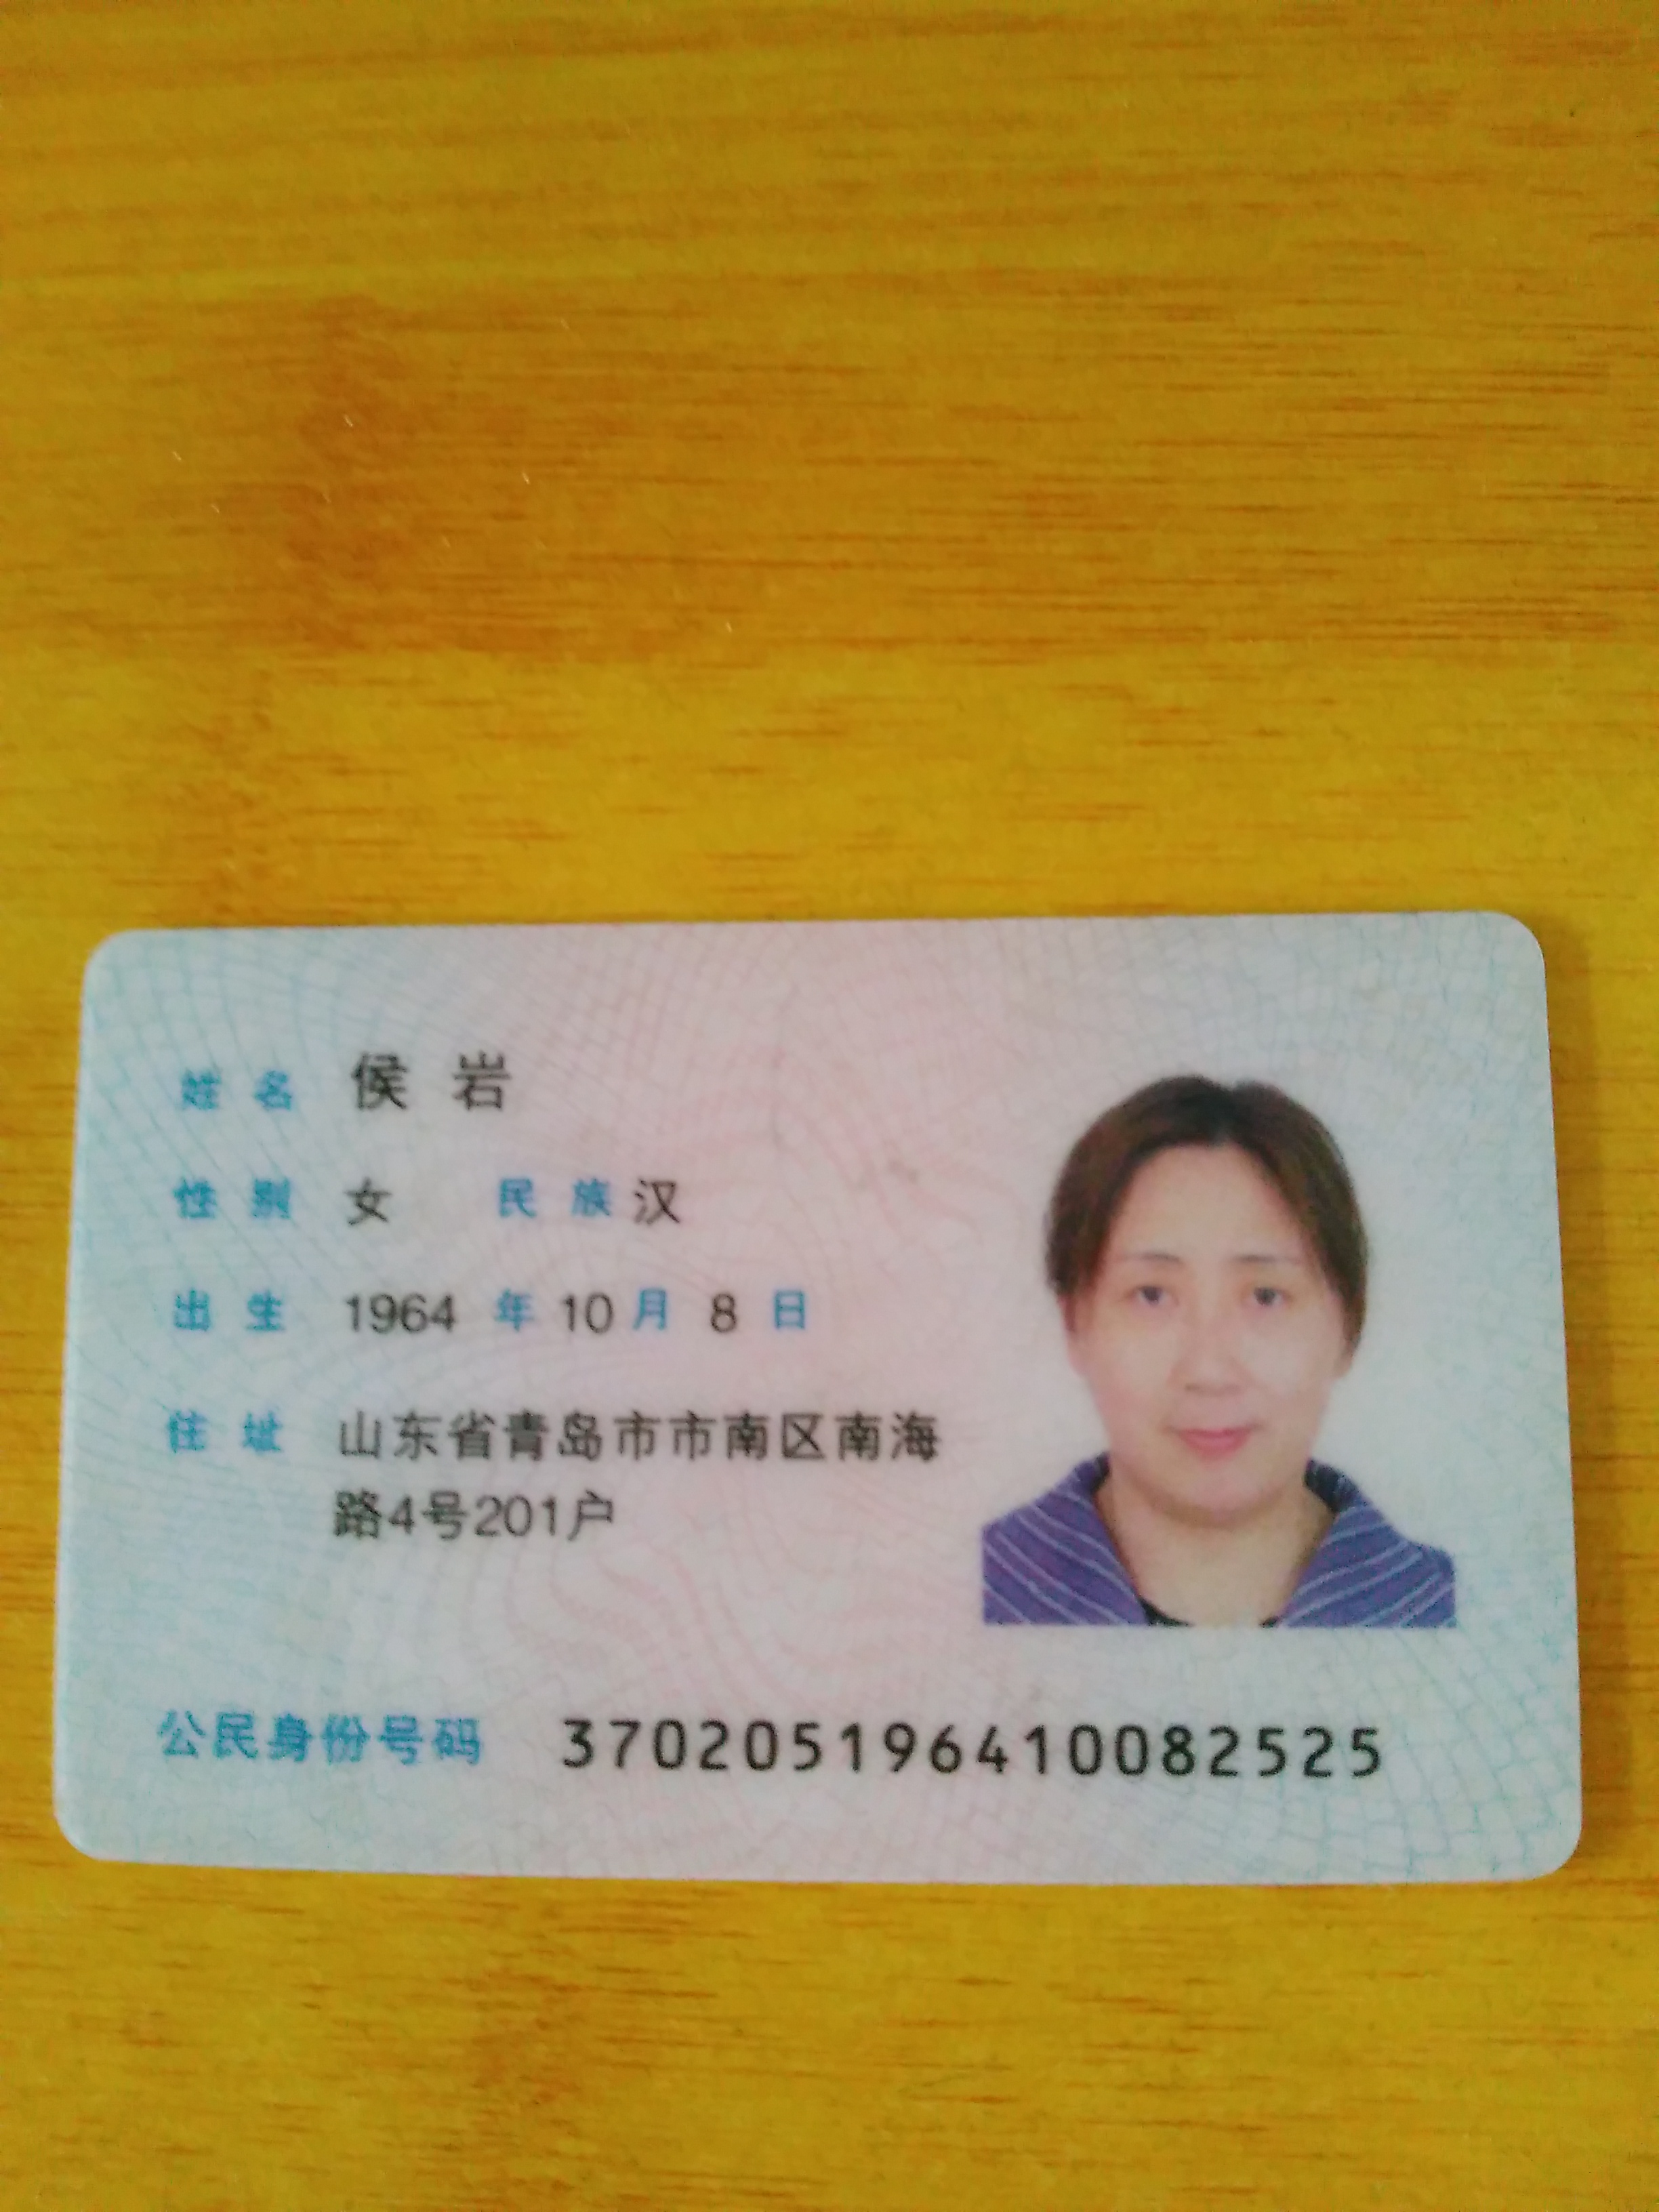 姓名 侯岩
性别 女 民族 汉
出生 1964 年 10 月 8 日
住址 山东省青岛市市南区南海
路4号201户
公民身份号码 370205196410082525